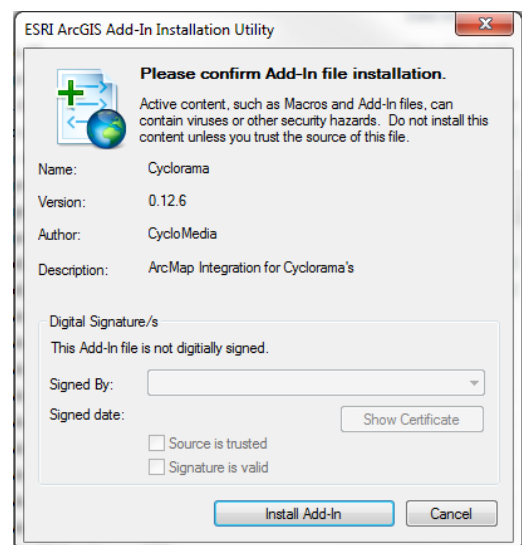 ESRI ArcGIS Add-In Installation Utility
Please confirm Add-In file installation.
Active content, such as Macros and Add-In files, can
contain viruses or other security hazards. Do not install this
content unless you trust the source of this file.
Name: Cyclorama
Version: 0.12.6
Author: CycloMedia
Description: ArcMap Integration for Cyclorama's
Digital Signature/s
This Add-In file is not digitially signed.
Signed By:
Signed date:
Show Certificate
Source is trusted
Signature is valid
Install Add-In Cancel